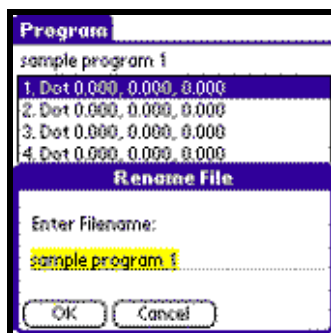 Program
sample program 1
1. Dot 0.000, 0.000, 0.000
2. Dot 0.000, 0.000, 0.000
3. Dot 0.000, 0.000, 0.000
4. Dot 0.000, 0.000, 0.000
Rename File
Enter Filename:
sample program 1
OK Cancel